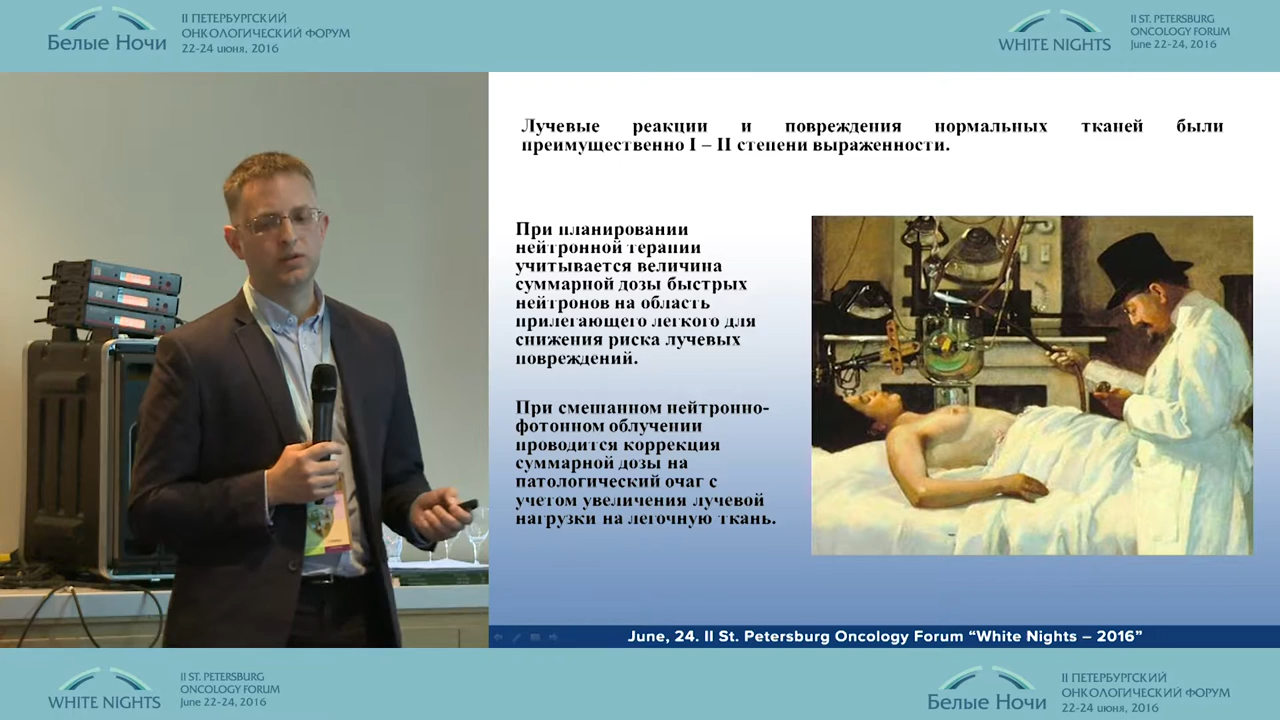 Белые Ночи
II ПЕТЕРБУРГСКИЙ
ОНКОЛОГИЧЕСКИЙ ФОРУМ
22-24 июня, 2016
WHITE NIGHTS
II ST. PETERSBURG
ONCOLOGY FORUM
June 22-24, 2016
Лучевые реакции и повреждения нормальных тканей были
преимущественно I – II степени выраженности.
При планировании
нейтронной терапии
учитывается величина
суммарной дозы быстрых
нейтронов на область
прилегающего легкого для
снижения риска лучевых
повреждений.
При смешанном нейтронно-
фотонном облучении
проводится коррекция
суммарной дозы на
патологический очаг с
учетом увеличения лучевой
нагрузки на легочную ткань.
June, 24. II St. Petersburg Oncology Forum “White Nights – 2016”
WHITE NIGHTS
II ST. PETERSBURG
ONCOLOGY FORUM
June 22-24, 2016
Белые Ночи
II ПЕТЕРБУРГСКИЙ
ОНКОЛОГИЧЕСКИЙ ФОРУМ
22-24 июня, 2016